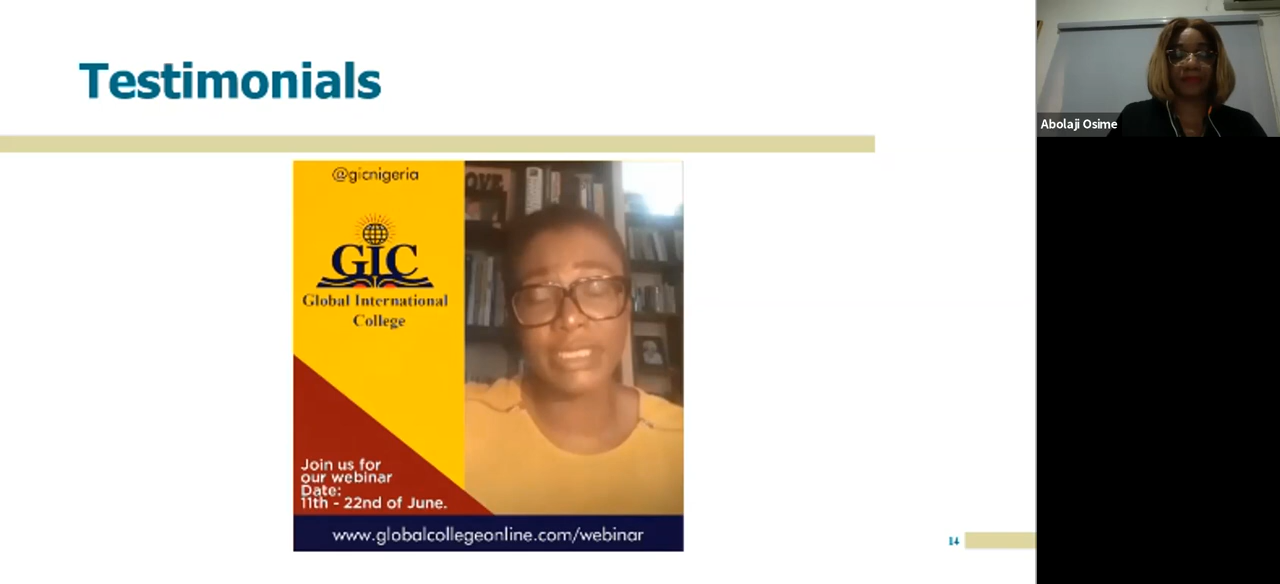 Testimonials
@gicnigeria
GIC
Global International
College
OVE
Join us for
our webinar
Date:
11th - 22nd of June.
www.globalcollegeonline.com/webinar
14
Abolaji Osime